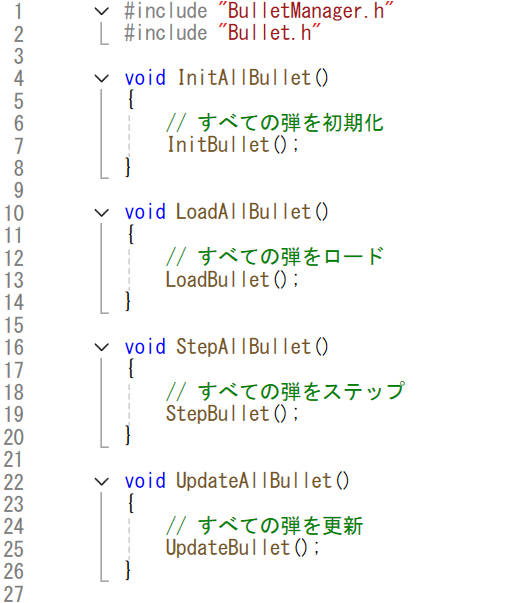 1 #include "BulletManager.h"
2 #include "Bullet.h"
3
4 void InitAllBullet()
5 {
6 // すべての弾を初期化
7 InitBullet();
8 }
9
10 void LoadAllBullet()
11 {
12 // すべての弾をロード
13 LoadBullet();
14 }
15
16 void StepAllBullet()
17 {
18 // すべての弾をステップ
19 StepBullet();
20 }
21
22 void UpdateAllBullet()
23 {
24 // すべての弾を更新
25 UpdateBullet();
26 }
27